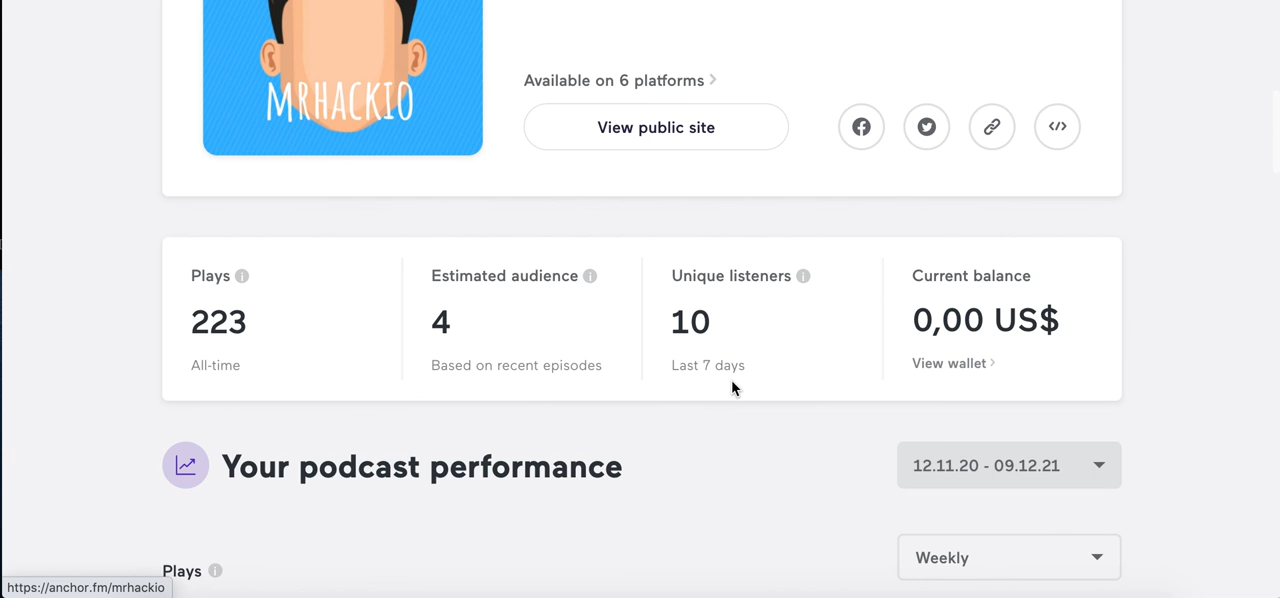 MRHACKIO
Available on 6 platforms
View public site
Plays
223
All-time
Estimated audience
4
Based on recent episodes
Unique listeners
10
Last 7 days
Current balance
0,00 US$
View wallet
Your podcast performance
12.11.20 - 09.12.21
Weekly
Plays
https://anchor.fm/mrhackio